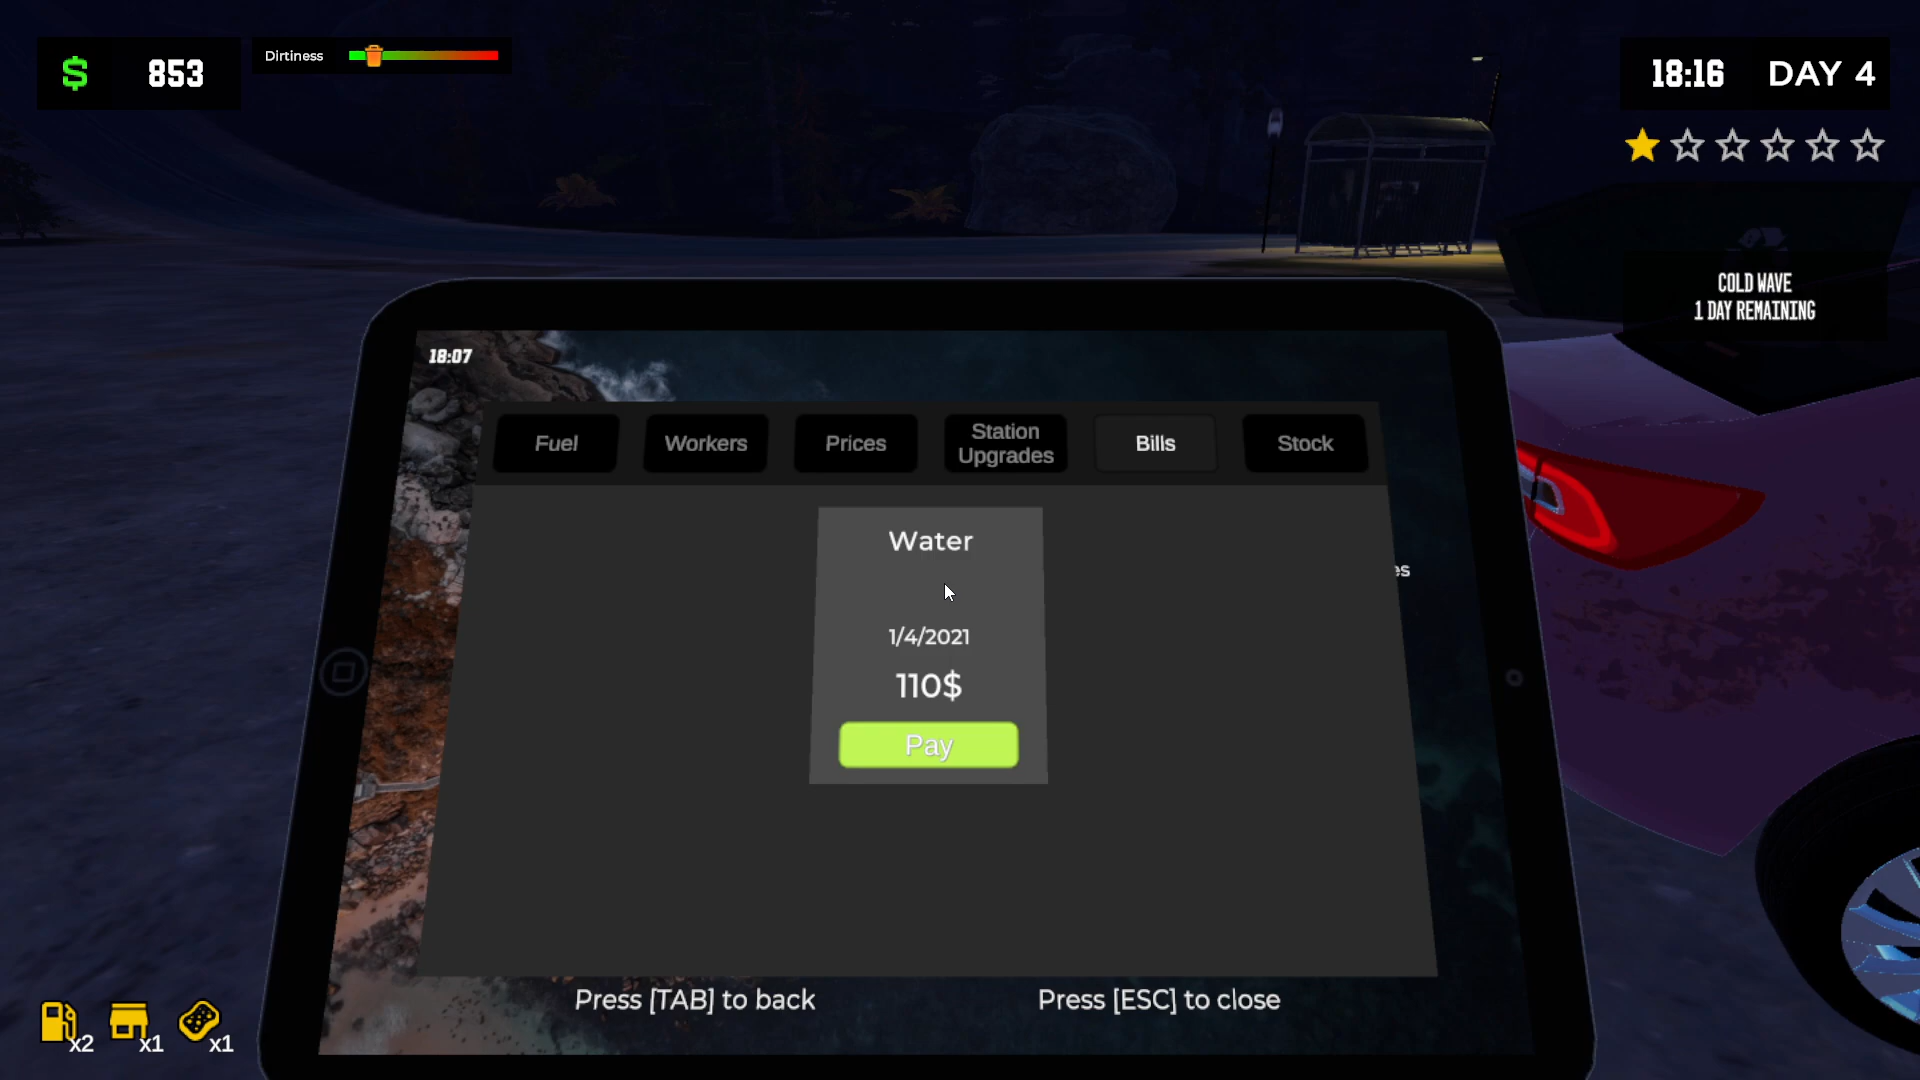 $ 853
Dirtiness
18:16 DAY 4
COLD WAVE
1 DAY REMAINING
18:07
Fuel
Workers
Prices
Station
Upgrades
Bills
Stock
Water
es
1/4/2021
110$
Pay
Press [TAB] to back
Press [ESC] to close
x2
x1
x1